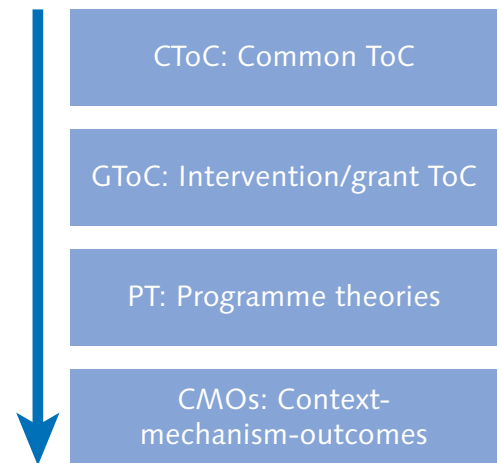 CToC: Common ToC
GToC: Intervention/grant ToC
PT: Programme theories
CMOs: Context-
mechanism-outcomes